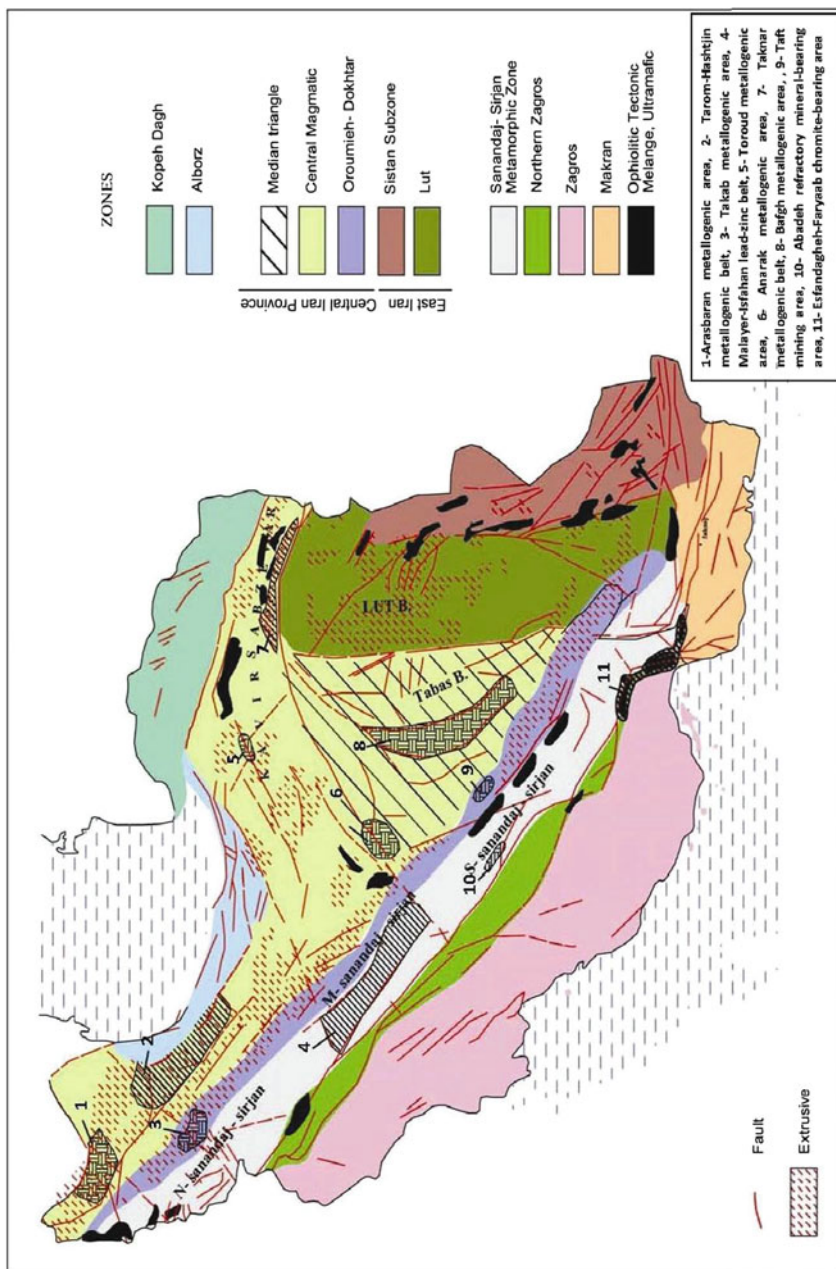 ZONES
Kopeh Dagh
Alborz
Central Iran Province
Median triangle
Central Magmatic
Oroumieh- Dokhtar
East Iran
Sistan Subzone
Lut
Sanandaj- Sirjan
Metamorphic Zone
Northern Zagros
Zagros
Makran
Ophiolitic Tectonic
Melange, Ultramafic
1-Arasbaran metallogenic area, 2- Tarom-Hashtjin
metallogenic belt, 3- Takab metallogenic area, 4-
Malayer-Isfahan lead-zinc belt, 5- Toroud metallogenic
area, 6- Anarak metallogenic area, 7- Taknar
metallogenic belt, 8- Bafgh metallogenic area, , 9- Taft
mining area, 10- Abadeh refractory mineral-bearing
area, 11- Esfandagheh-Faryaab chromite-bearing area
1
2
3
4
5
6
7
8
9
10
11
N- sanandaj - sirjan
M- sanandaj - sirjan
S- sanandaj - sirjan
LUT B.
Tabas B.
Fault
Extrusive